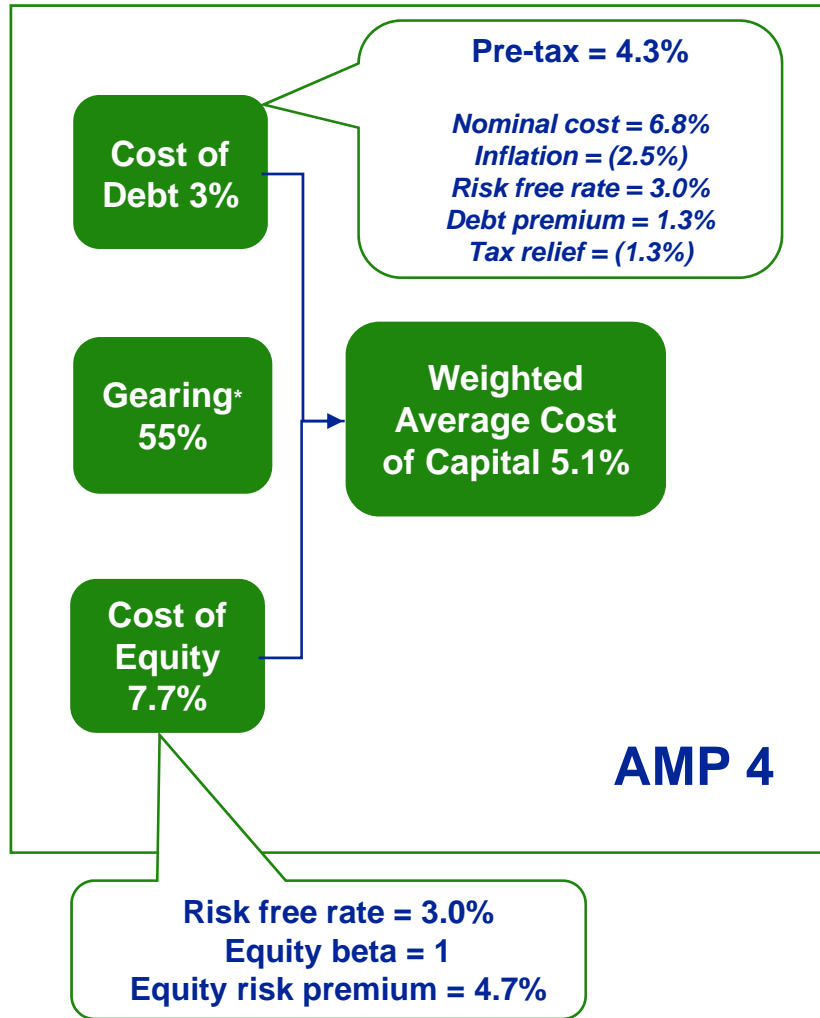 Pre-tax = 4.3%
Nominal cost = 6.8%
Inflation = (2.5%)
Risk free rate = 3.0%
Debt premium = 1.3%
Tax relief = (1.3%)
Cost of
Debt 3%
Gearing*
55%
Weighted
Average Cost
of Capital 5.1%
Cost of
Equity
7.7%
AMP 4
Risk free rate = 3.0%
Equity beta = 1
Equity risk premium = 4.7%